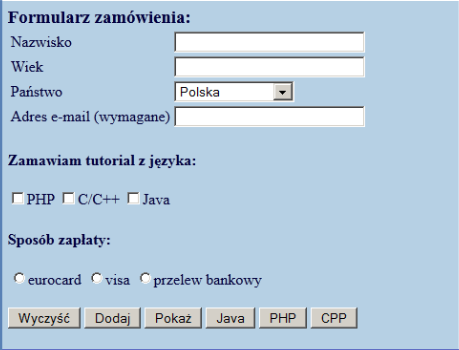 Formularz zamówienia:
Nazwisko
Wiek
Państwo Polska
Adres e-mail (wymagane)
Zamawiam tutorial z języka:
PHP C/C++ Java
Sposób zapłaty:
eurocard visa przelew bankowy
Wyczyść Dodaj Pokaż Java PHP CPP